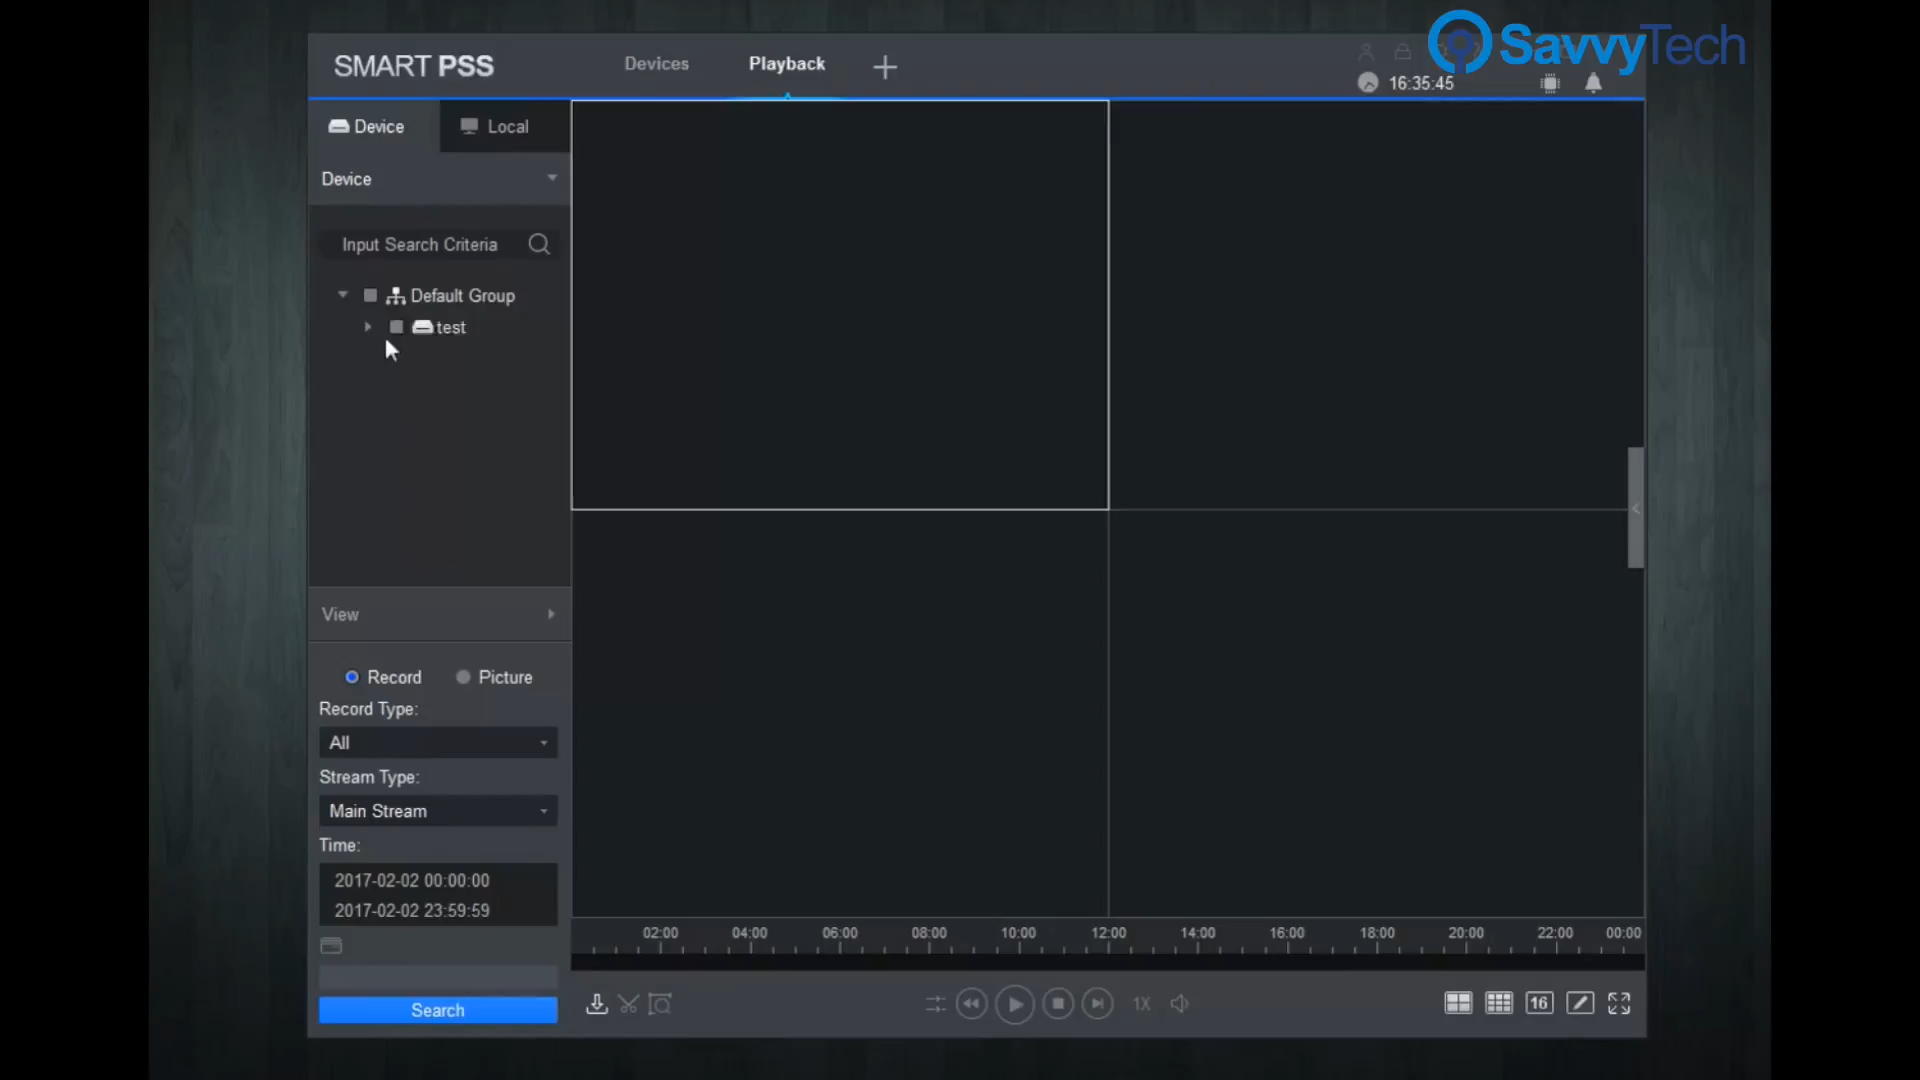 SavvyTech
SMART PSS
Devices
Playback
16:35:45
Device
Local
Device
Input Search Criteria
Default Group
test
View
Record
Picture
Record Type:
All
Stream Type:
Main Stream
Time:
2017-02-02 00:00:00
2017-02-02 23:59:59
Search
02:00 04:00 06:00 08:00 10:00 12:00 14:00 16:00 18:00 20:00 22:00 00:00
1X
16